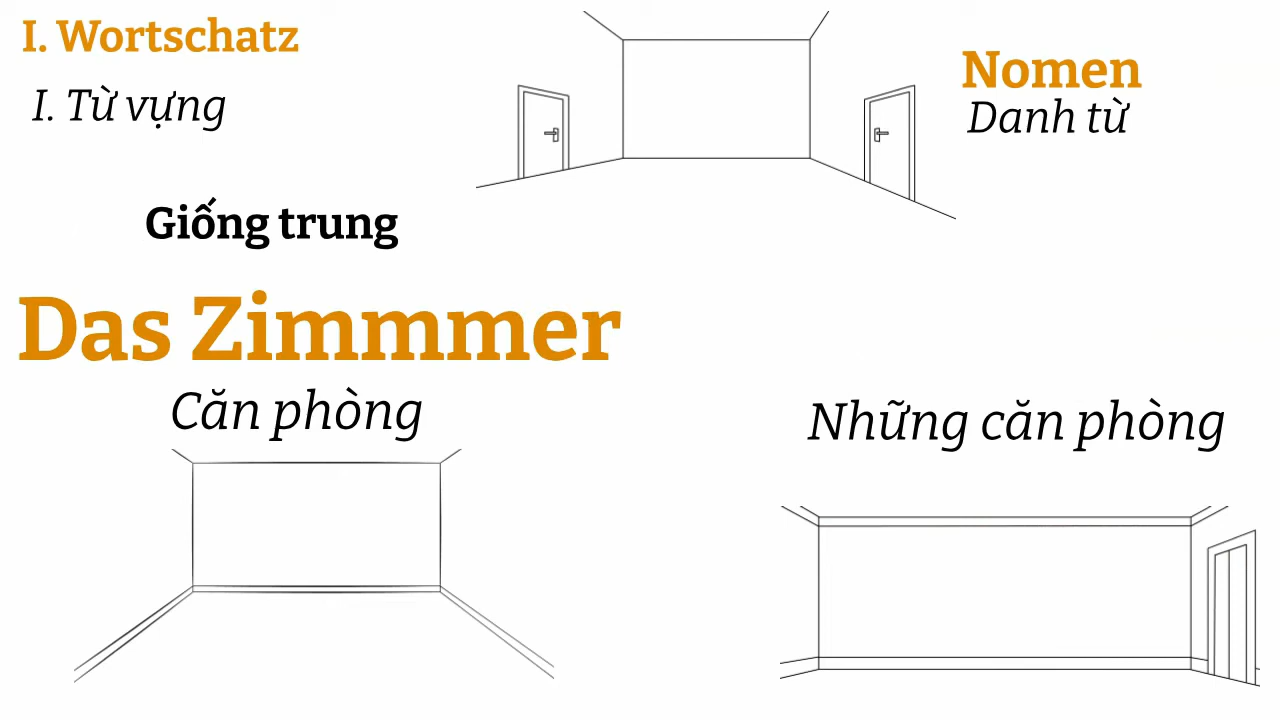 I. Wortschatz
I. Từ vựng
Nomen
Danh từ
Giống trung
Das Zimmmer
Căn phòng
Những căn phòng